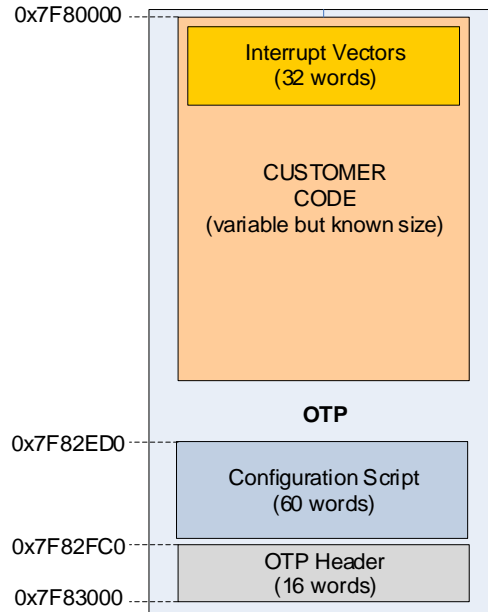 0x7F80000
Interrupt Vectors
(32 words)
CUSTOMER
CODE
(variable but known size)
OTP
0x7F82ED0
Configuration Script
(60 words)
0x7F82FC0
OTP Header
(16 words)
0x7F83000